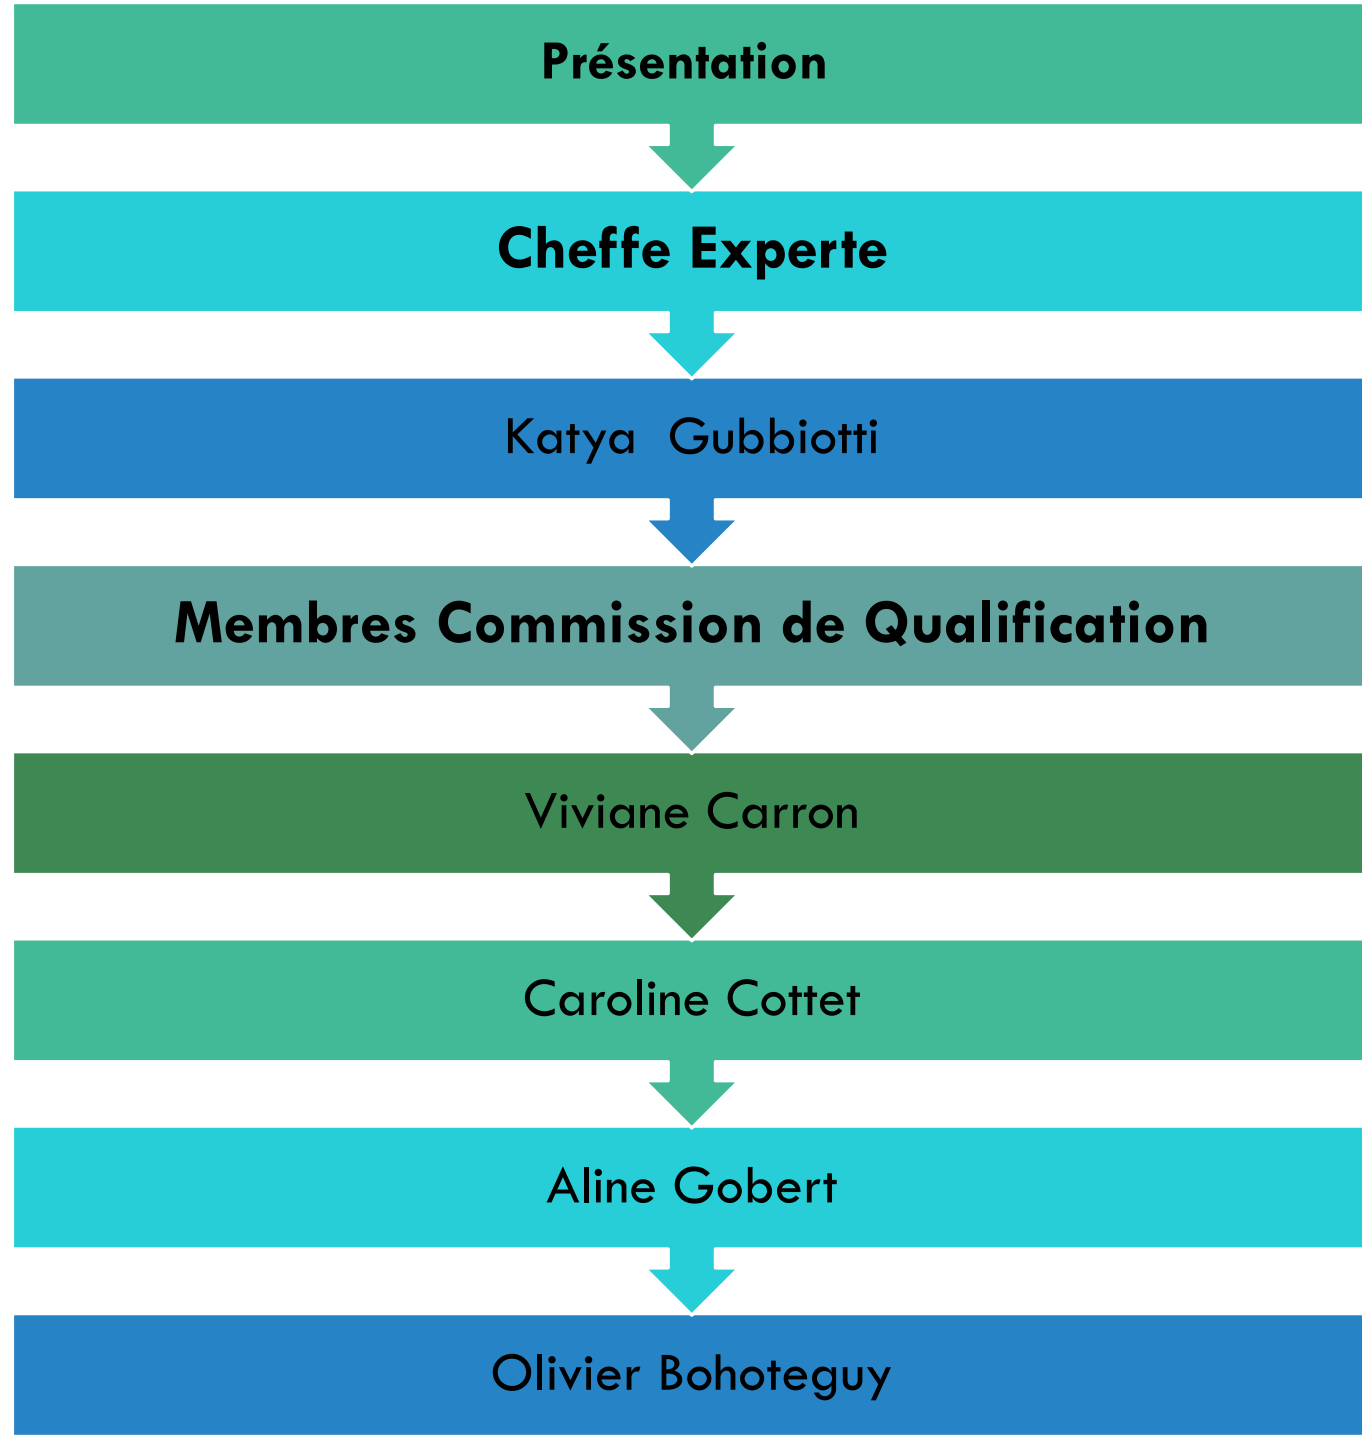 Présentation
Cheffe Experte
Katya  Gubbiotti
Membres Commission de Qualification
Viviane Carron
Caroline Cottet
Aline Gobert
Olivier Bohoteguy